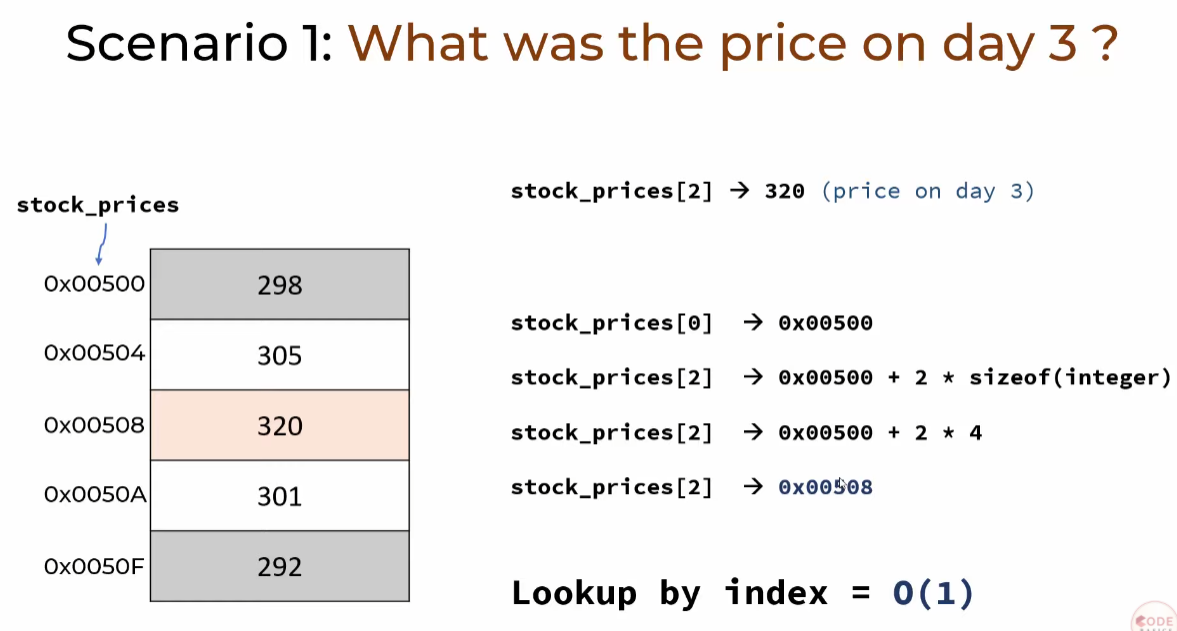 Scenario 1: What was the price on day 3 ?
stock_prices
0x00500 298
0x00504 305
0x00508 320
0x0050A 301
0x0050F 292
stock_prices[2] → 320 (price on day 3)
stock_prices[0] → 0x00500
stock_prices[2] → 0x00500 + 2 * sizeof(integer)
stock_prices[2] → 0x00500 + 2 * 4
stock_prices[2] → 0x00508
Lookup by index = O(1)
CODE